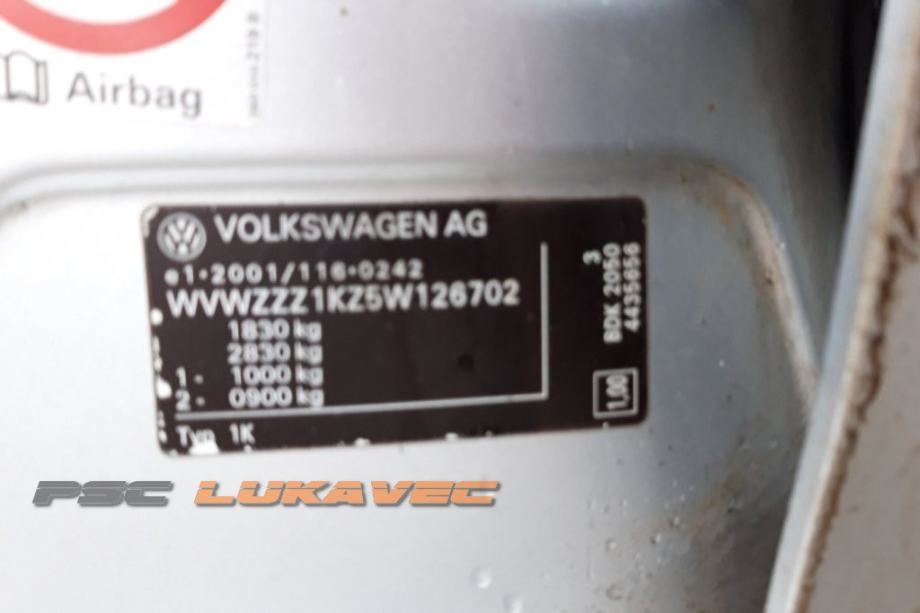 Airbag
VOLKSWAGEN AG
e1*2001/116*0242
WVWZZZ1KZ5W126702
1830 kg
2830 kg
1 - 1000 kg
2 - 0900 kg
Typ 1K
3
BDK 2050
4435656
1,00
PSC LUKAVEC